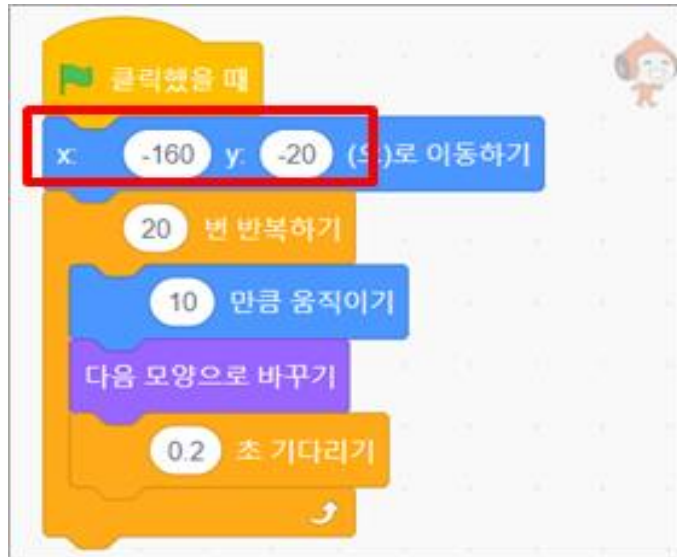 클릭했을 때
x: -160 y: -20 (으)로 이동하기
20 번 반복하기
10 만큼 움직이기
다음 모양으로 바꾸기
0.2 초 기다리기